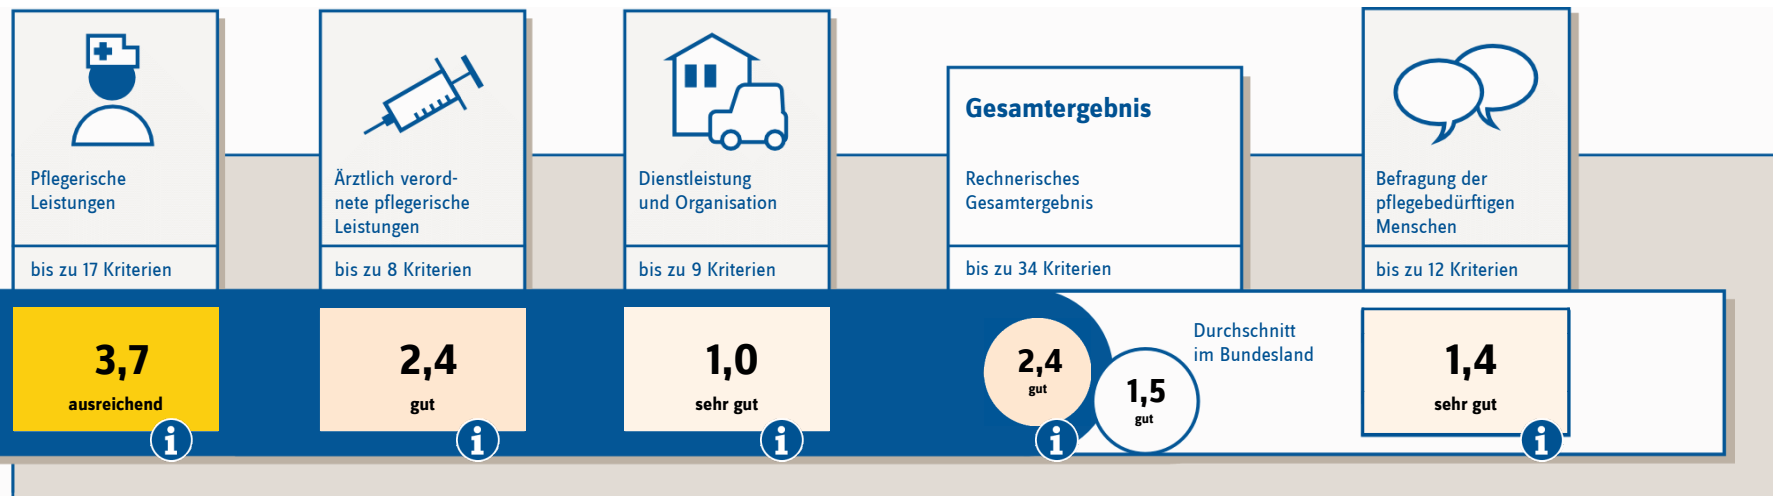 Pflegerische
Leistungen
bis zu 17 Kriterien
3,7
ausreichend
i
Ärztlich verord-
nete pflegerische
Leistungen
bis zu 8 Kriterien
2,4
gut
i
Dienstleistung
und Organisation
bis zu 9 Kriterien
1,0
sehr gut
i
Gesamtergebnis
Rechnerisches
Gesamtergebnis
bis zu 34 Kriterien
2,4
gut
i
1,5
gut
Durchschnitt
im Bundesland
Befragung der
pflegebedürftigen
Menschen
bis zu 12 Kriterien
1,4
sehr gut
i